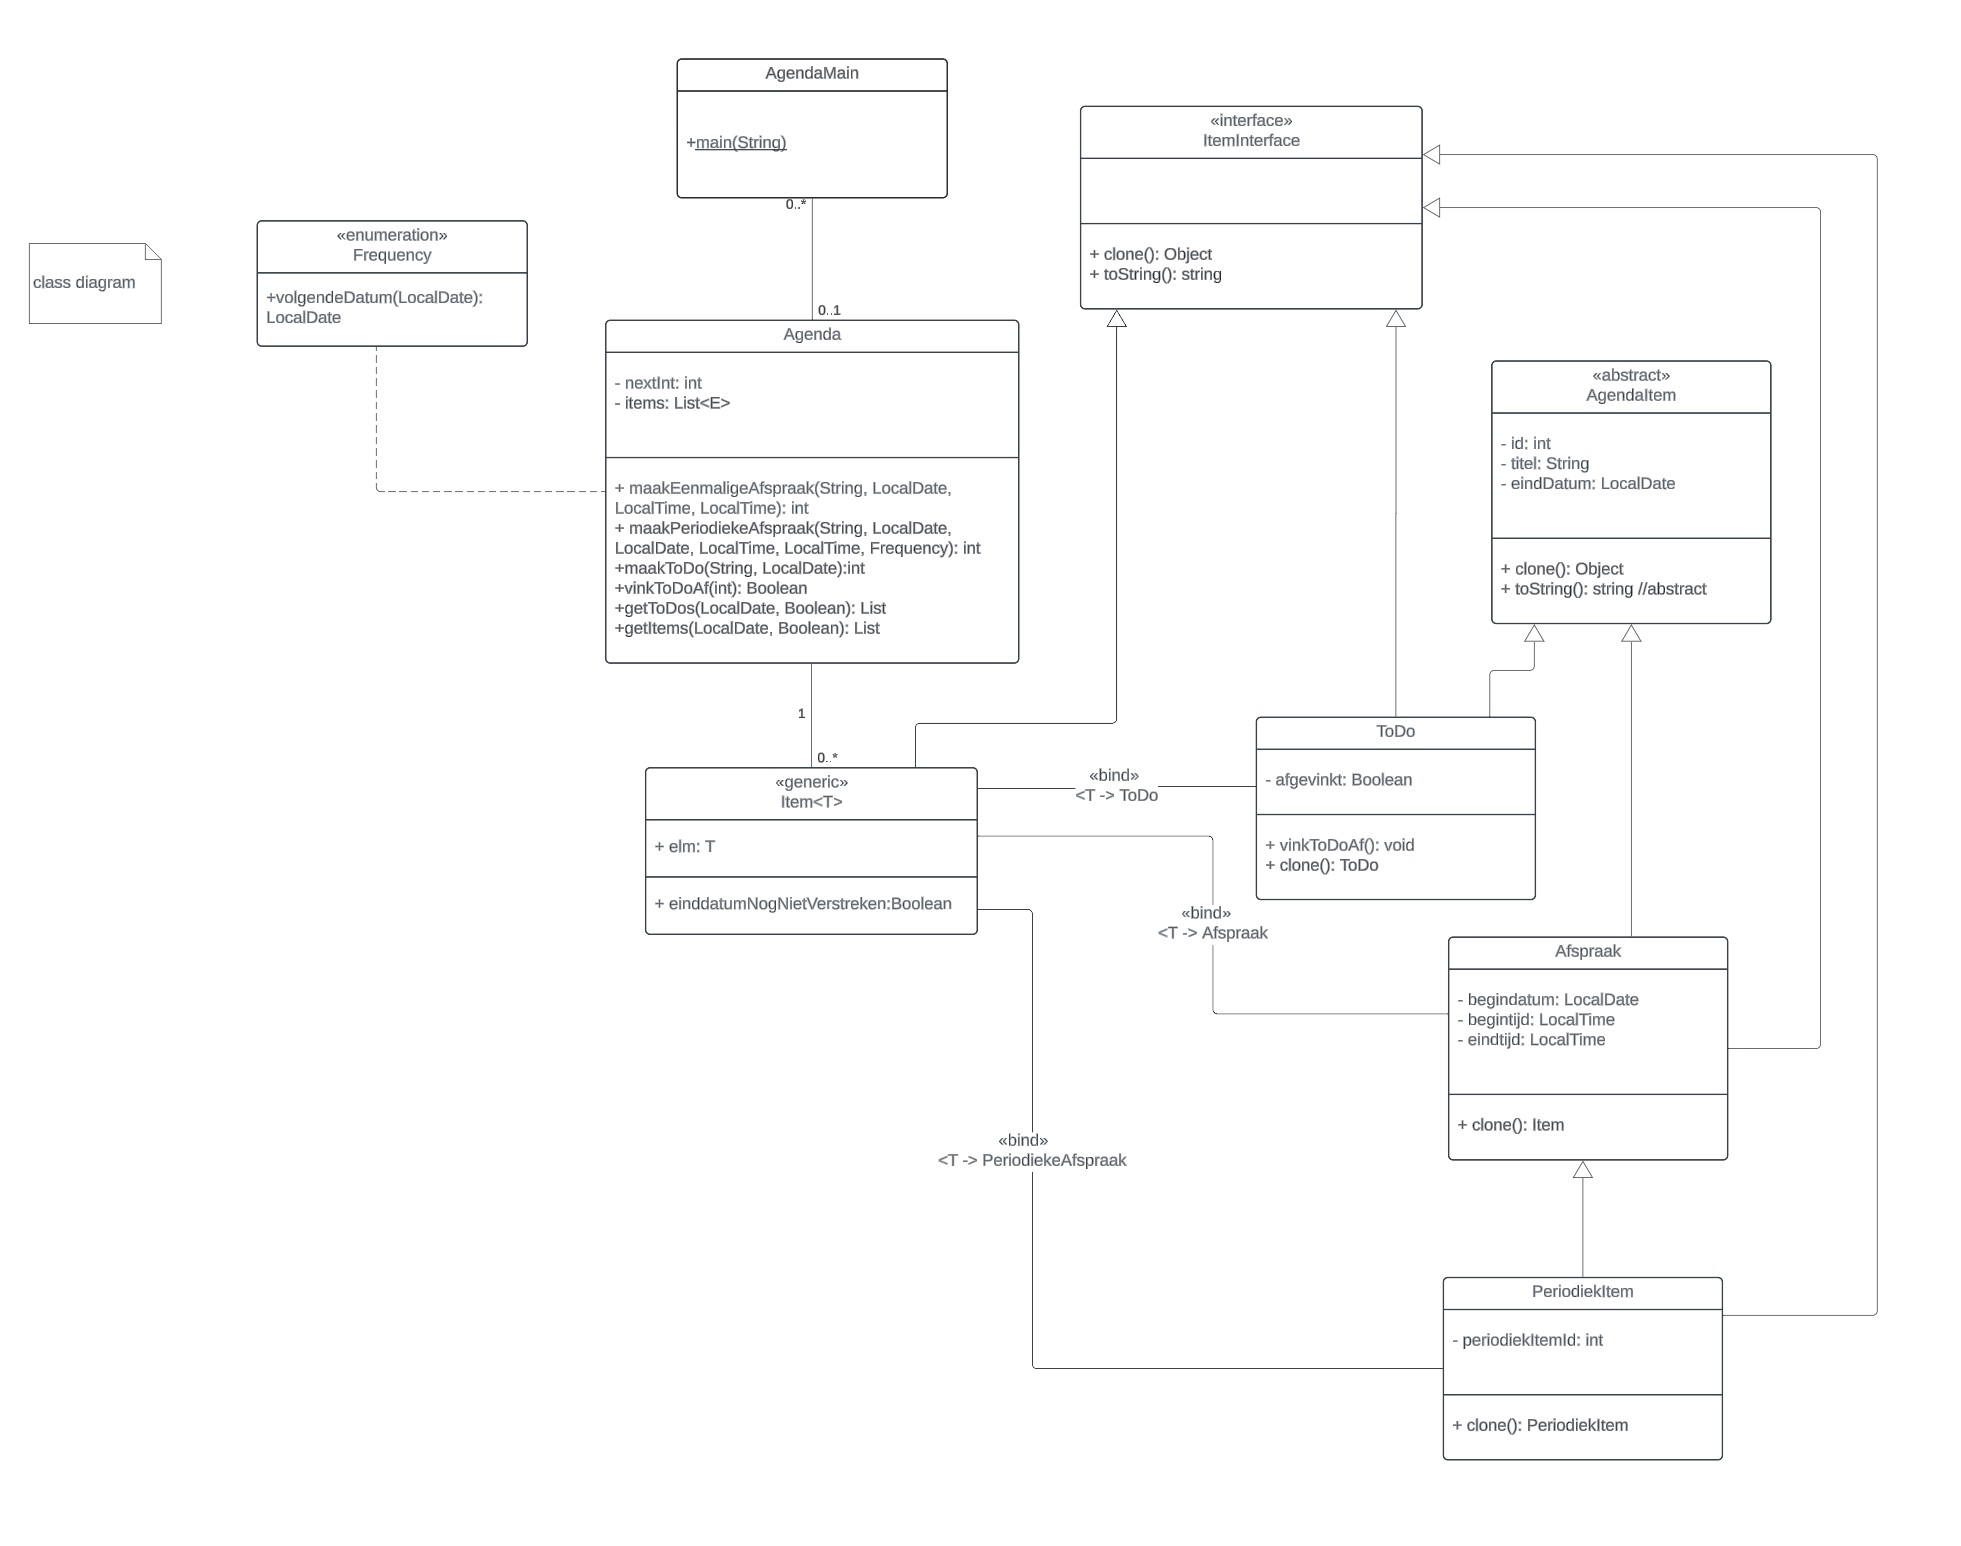 AgendaMain
+main(String)
0..*
«interface»
ItemInterface
+ clone(): Object
+ toString(): string
«enumeration»
Frequency
+volgendeDatum(LocalDate):
LocalDate
class diagram
0..1
Agenda
- nextInt: int
- items: List<E>
+ maakEenmaligeAfspraak(String, LocalDate,
LocalTime, LocalTime): int
+ maakPeriodiekeAfspraak(String, LocalDate,
LocalDate, LocalTime, LocalTime, Frequency): int
+maakToDo(String, LocalDate):int
+vinkToDoAf(int): Boolean
+getToDos(LocalDate, Boolean): List
+getItems(LocalDate, Boolean): List
«abstract»
AgendaItem
- id: int
- titel: String
- eindDatum: LocalDate
+ clone(): Object
+ toString(): string //abstract
1
0..*
«generic»
Item<T>
+ elm: T
+ einddatumNogNietVerstreken:Boolean
«bind»
<T -> ToDo
ToDo
- afgevinkt: Boolean
+ vinkToDoAf(): void
+ clone(): ToDo
«bind»
<T -> Afspraak
Afspraak
- begindatum: LocalDate
- begintijd: LocalTime
- eindtijd: LocalTime
+ clone(): Item
«bind»
<T -> PeriodiekeAfspraak
PeriodiekItem
- periodiekItemId: int
+ clone(): PeriodiekItem